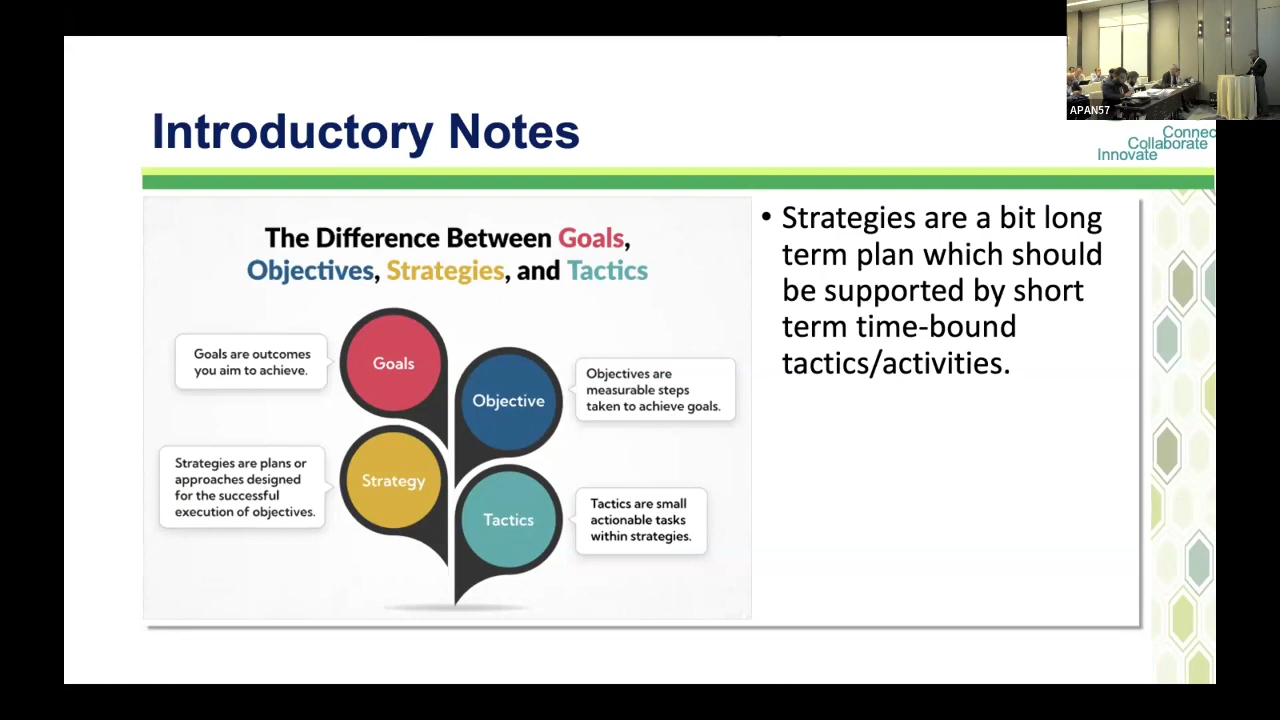 APAN57
Introductory Notes
Connec
Collaborate
Innovate
The Difference Between Goals,
Objectives, Strategies, and Tactics
Goals are outcomes
you aim to achieve.
Goals
Objective
Objectives are
measurable steps
taken to achieve goals.
Strategies are plans or
approaches designed
for the successful
execution of objectives.
Strategy
Tactics
Tactics are small
actionable tasks
within strategies.
• Strategies are a bit long
term plan which should
be supported by short
term time-bound
tactics/activities.